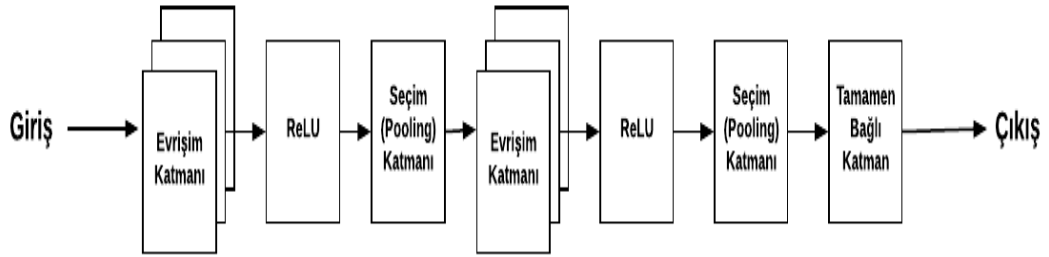 Giriş
Evrişim
Katmanı
ReLU
Seçim
(Pooling)
Katmanı
Evrişim
Katmanı
ReLU
Seçim
(Pooling)
Katmanı
Tamamen
Bağlı
Katman
Çıkış